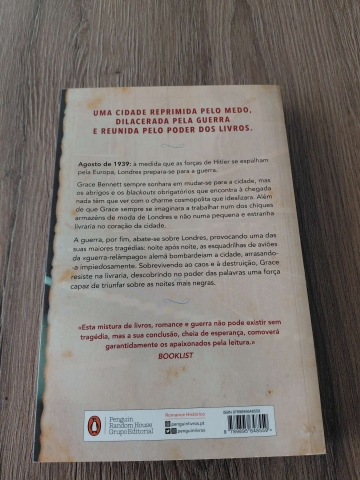 UMA CIDADE REPRIMIDA PELO MEDO,
DILACERADA PELA GUERRA
E REUNIDA PELO PODER DOS LIVROS.
Agosto de 1939: à medida que as forças de Hitler se espalham
pela Europa, Londres prepara-se para a guerra.
Grace Bennett sempre sonhara em mudar-se para a cidade, mas
os abrigos e os blackouts obrigatórios que encontra à chegada
nada têm que ver com o charme cosmopolita que idealizara. Além
de que Grace sempre se imaginara a trabalhar num dos chiques
armazéns de moda de Londres e não numa pequena e estranha
livraria no coração da cidade.
A guerra, por fim, abate-se sobre Londres, provocando uma das
suas maiores tragédias: noite após noite, as esquadrilhas de aviões
da «guerra-relâmpago» alemã bombardeiam a cidade, arrasando-
-a impiedosamente. Sobrevivendo ao caos e à destruição, Grace
resiste na livraria, descobrindo no poder das palavras uma força
capaz de triunfar sobre as noites mais negras.
«Esta mistura de livros, romance e guerra não pode existir sem
tragédia, mas a sua conclusão, cheia de esperança, comoverá
garantidamente os apaixonados pela leitura.»
BOOKLIST
Penguin
Random House
Grupo Editorial
Romance Histórico
penguinlivros.pt
penguinlivros